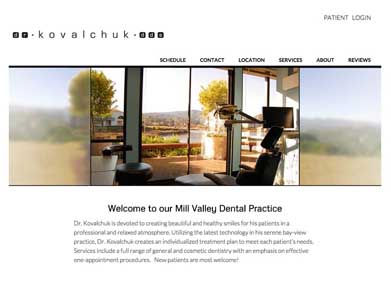 PATIENT LOGIN
dr·kovalchuk·dds
SCHEDULE CONTACT LOCATION SERVICES ABOUT REVIEWS
Welcome to our Mill Valley Dental Practice
Dr. Kovalchuk is devoted to creating beautiful and healthy smiles for his patients in a
professional and relaxed atmosphere. Utilizing the latest technology in his serene bay-view
practice, Dr. Kovalchuk creates an individualized treatment plan to meet each patient's needs.
Services include a full range of general and cosmetic dentistry with an emphasis on effective
one-appointment procedures. New patients are most welcome!